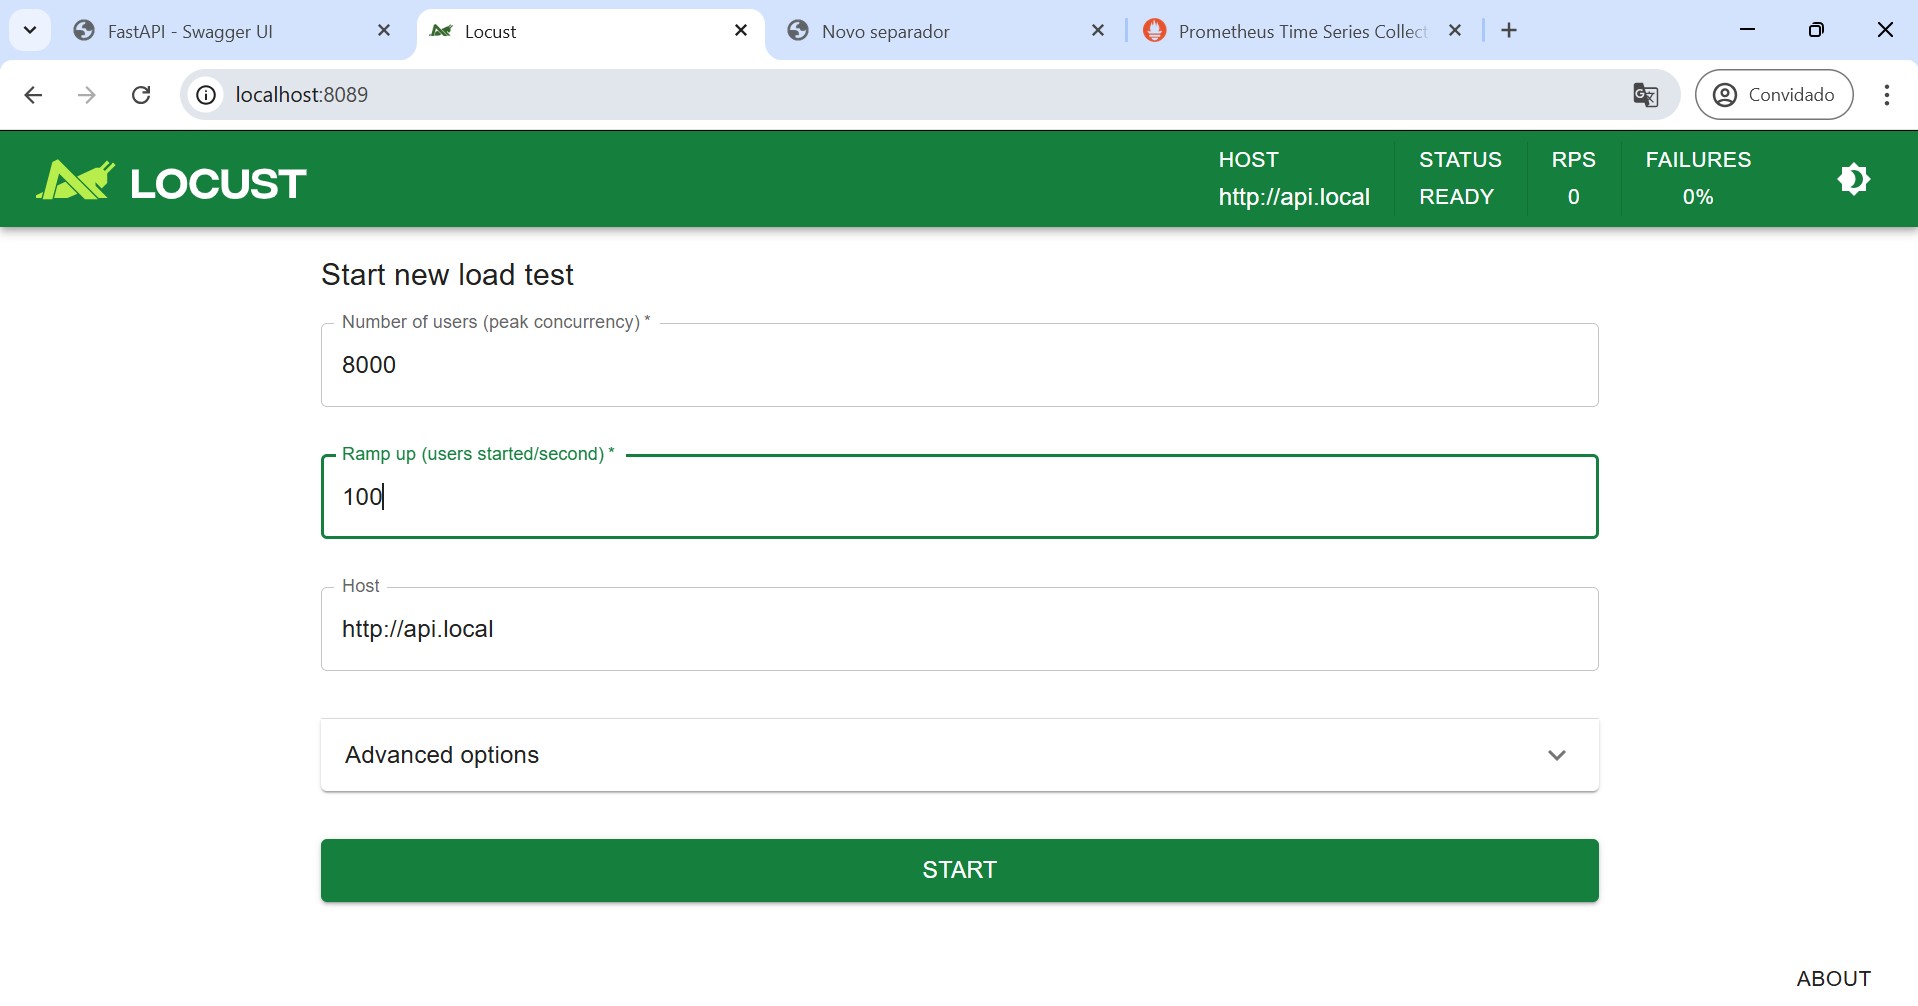 FastAPI - Swagger UI
Locust
Novo separador
Prometheus Time Series Collect
localhost:8089
Convidado
LOCUST
HOST
http://api.local
STATUS
READY
RPS
0
FAILURES
0%
Start new load test
Number of users (peak concurrency) *
8000
Ramp up (users started/second) *
100
Host
http://api.local
Advanced options
START
ABOUT